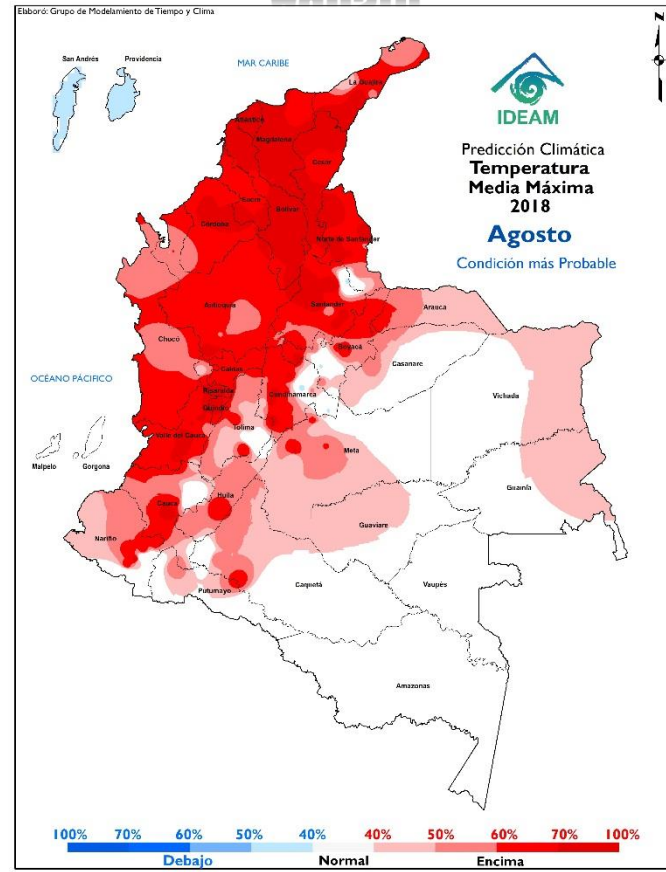 Elaboró: Grupo de Modelamiento de Tiempo y Clima
N
San Andrés
Providencia
MAR CARIBE
La Guajira
IDEAM
Predicción Climática
Temperatura
Media Máxima
2018
Agosto
Condición más Probable
Magdalena
Cesar
Sucre
Bolívar
Córdoba
Norte de Santander
Antioquia
Santander
Arauca
Chocó
Boyacá
Casanare
OCÉANO PÁCIFICO
Caldas
Risaralda
Cundinamarca
Vichada
Quindío
Tolima
Valle del Cauca
Meta
Malpelo
Gorgona
Guainía
Cauca
Huila
Nariño
Guaviare
Caquetá
Vaupés
Putumayo
Amazonas
100% 70% 60% 50% 40% 40% 50% 60% 70% 100%
Debajo Normal Encima